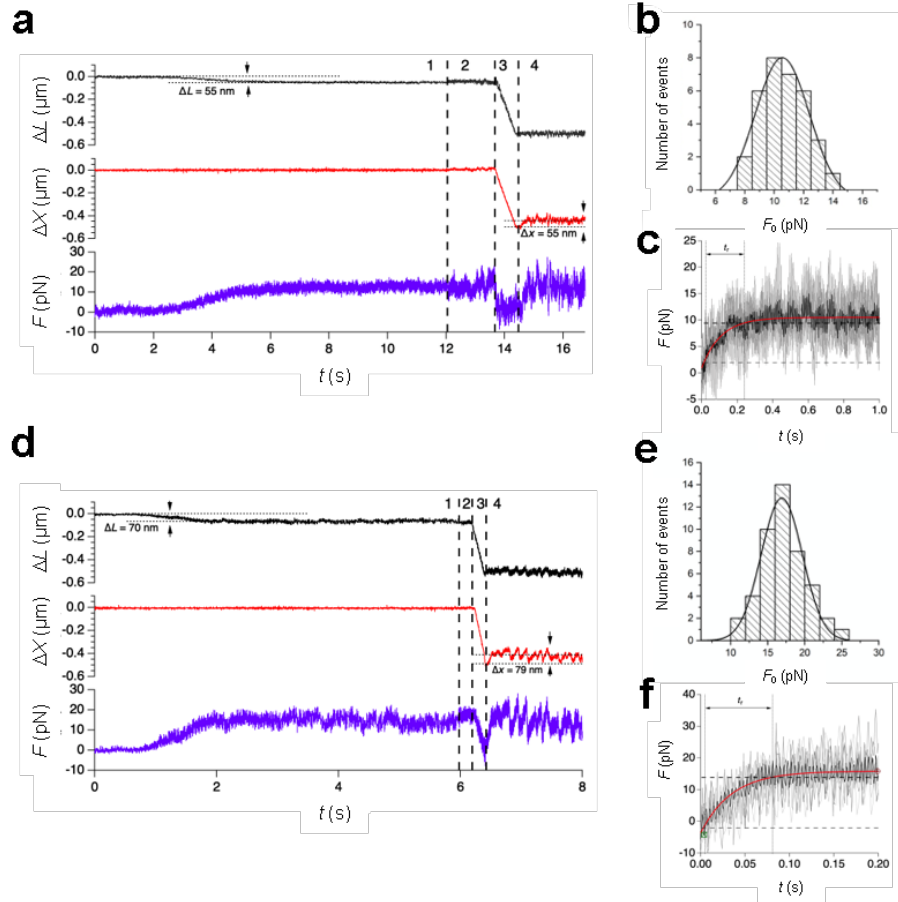 a
1 2 3 4
ΔL (µm)
0.0
-0.2
-0.4
-0.6
ΔL = 55 nm
ΔX (µm)
0.0
-0.2
-0.4
-0.6
Δx = 55 nm
F (pN)
30
20
10
0
-10
0 2 4 6 8 10 12 14 16
t (s)
b
Number of events
8
6
4
2
0
6 8 10 12 14 16
F₀ (pN)
c
tᵣ
F (pN)
25
20
15
10
5
0
-5
0.0 0.2 0.4 0.6 0.8 1.0
t (s)
d
1 2 3 4
ΔL (µm)
0.0
-0.2
-0.4
-0.6
ΔL = 70 nm
ΔX (µm)
0.0
-0.2
-0.4
-0.6
Δx = 79 nm
F (pN)
30
20
10
0
-10
0 2 4 6 8
t (s)
e
Number of events
16
14
12
10
8
6
4
2
0
10 15 20 25 30
F₀ (pN)
f
tᵣ
F (pN)
40
30
20
10
0
-10
0.00 0.05 0.10 0.15 0.20
t (s)